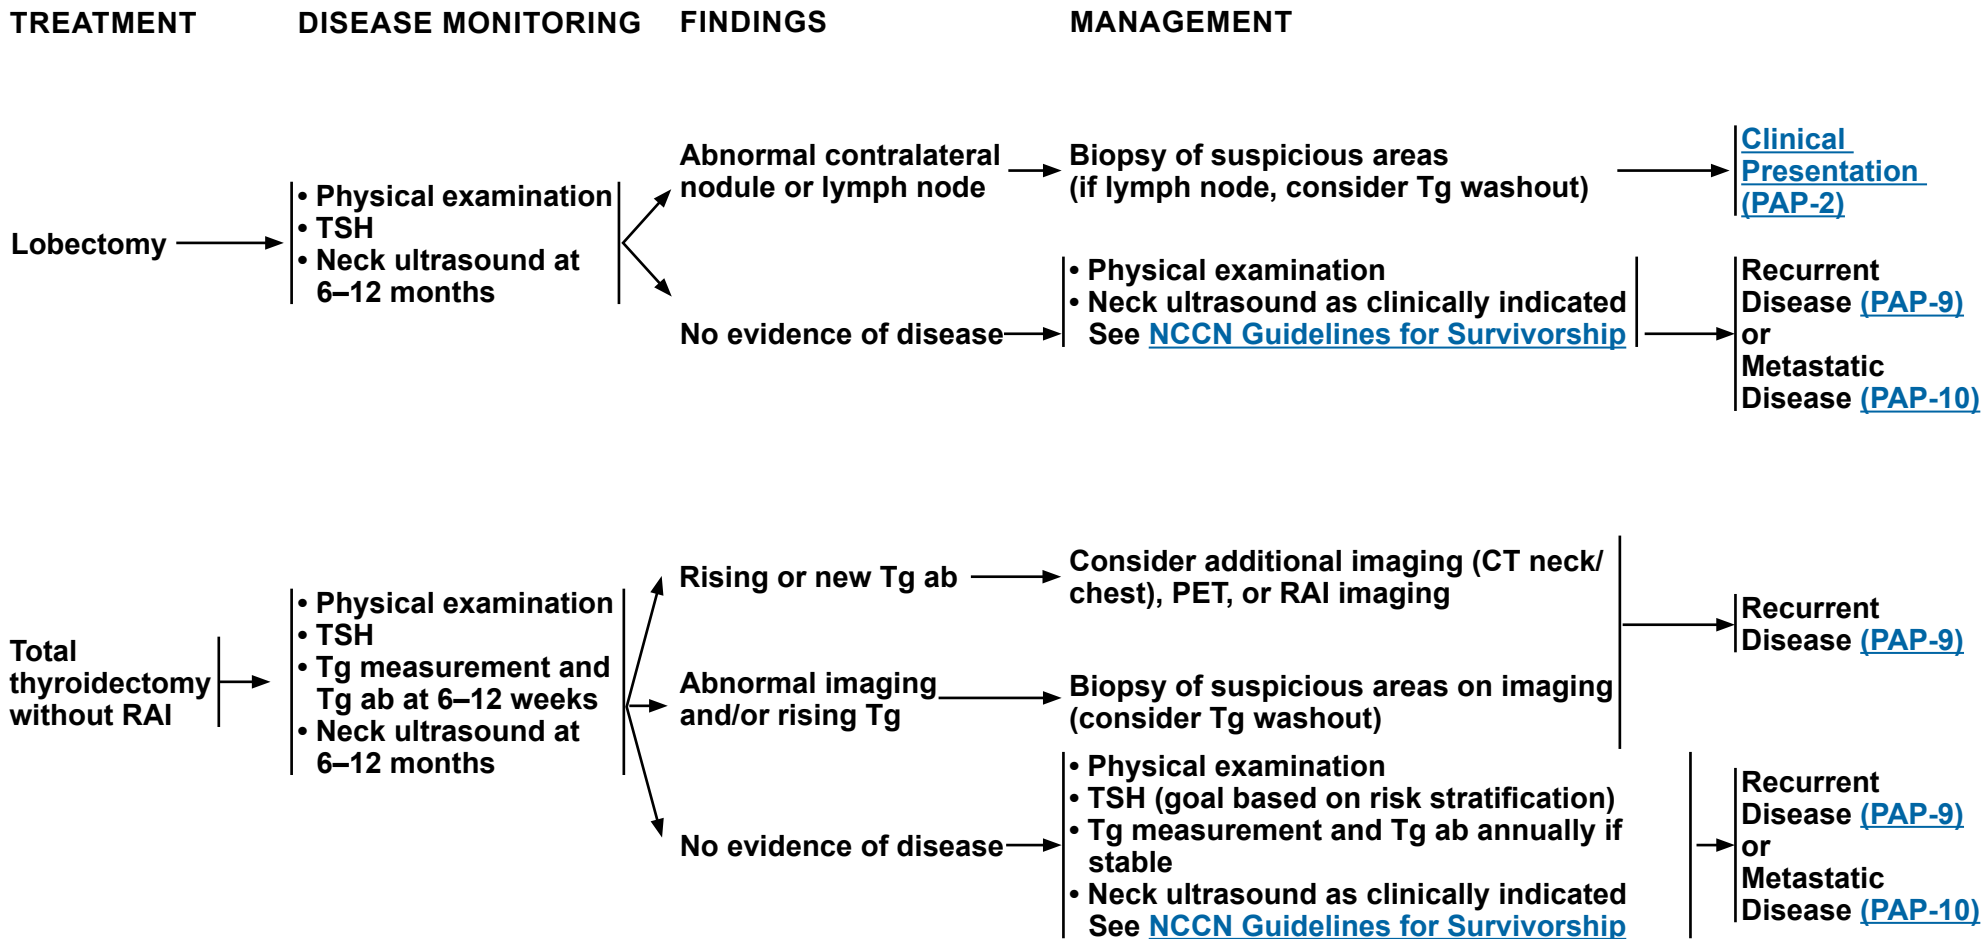 TREATMENT DISEASE MONITORING FINDINGS MANAGEMENT
Lobectomy
• Physical examination
• TSH
• Neck ultrasound at
6–12 months
Abnormal contralateral
nodule or lymph node
Biopsy of suspicious areas
(if lymph node, consider Tg washout)
Clinical
Presentation
(PAP-2)
No evidence of disease
• Physical examination
• Neck ultrasound as clinically indicated
See NCCN Guidelines for Survivorship
Recurrent
Disease (PAP-9)
or
Metastatic
Disease (PAP-10)
Total
thyroidectomy
without RAI
• Physical examination
• TSH
• Tg measurement and
Tg ab at 6–12 weeks
• Neck ultrasound at
6–12 months
Rising or new Tg ab
Consider additional imaging (CT neck/
chest), PET, or RAI imaging
Abnormal imaging
and/or rising Tg
Biopsy of suspicious areas on imaging
(consider Tg washout)
Recurrent
Disease (PAP-9)
No evidence of disease
• Physical examination
• TSH (goal based on risk stratification)
• Tg measurement and Tg ab annually if
stable
• Neck ultrasound as clinically indicated
See NCCN Guidelines for Survivorship
Recurrent
Disease (PAP-9)
or
Metastatic
Disease (PAP-10)